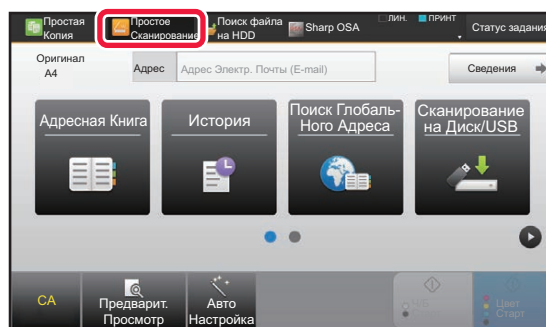 Простая
Копия
Простое
Сканирование
Поиск файла
на HDD
Sharp OSA
ЛИН.
ПРИНТ
Статус задания
Оригинал
A4
Адрес
Адрес Электр. Почты (E-mail)
Сведения
Адресная Книга
История
Поиск Глобаль-
Ного Адреса
Сканирование
на Диск/USB
CA
Предварит.
Просмотр
Авто
Настройка
Ч/Б
Старт
Цвет
Старт